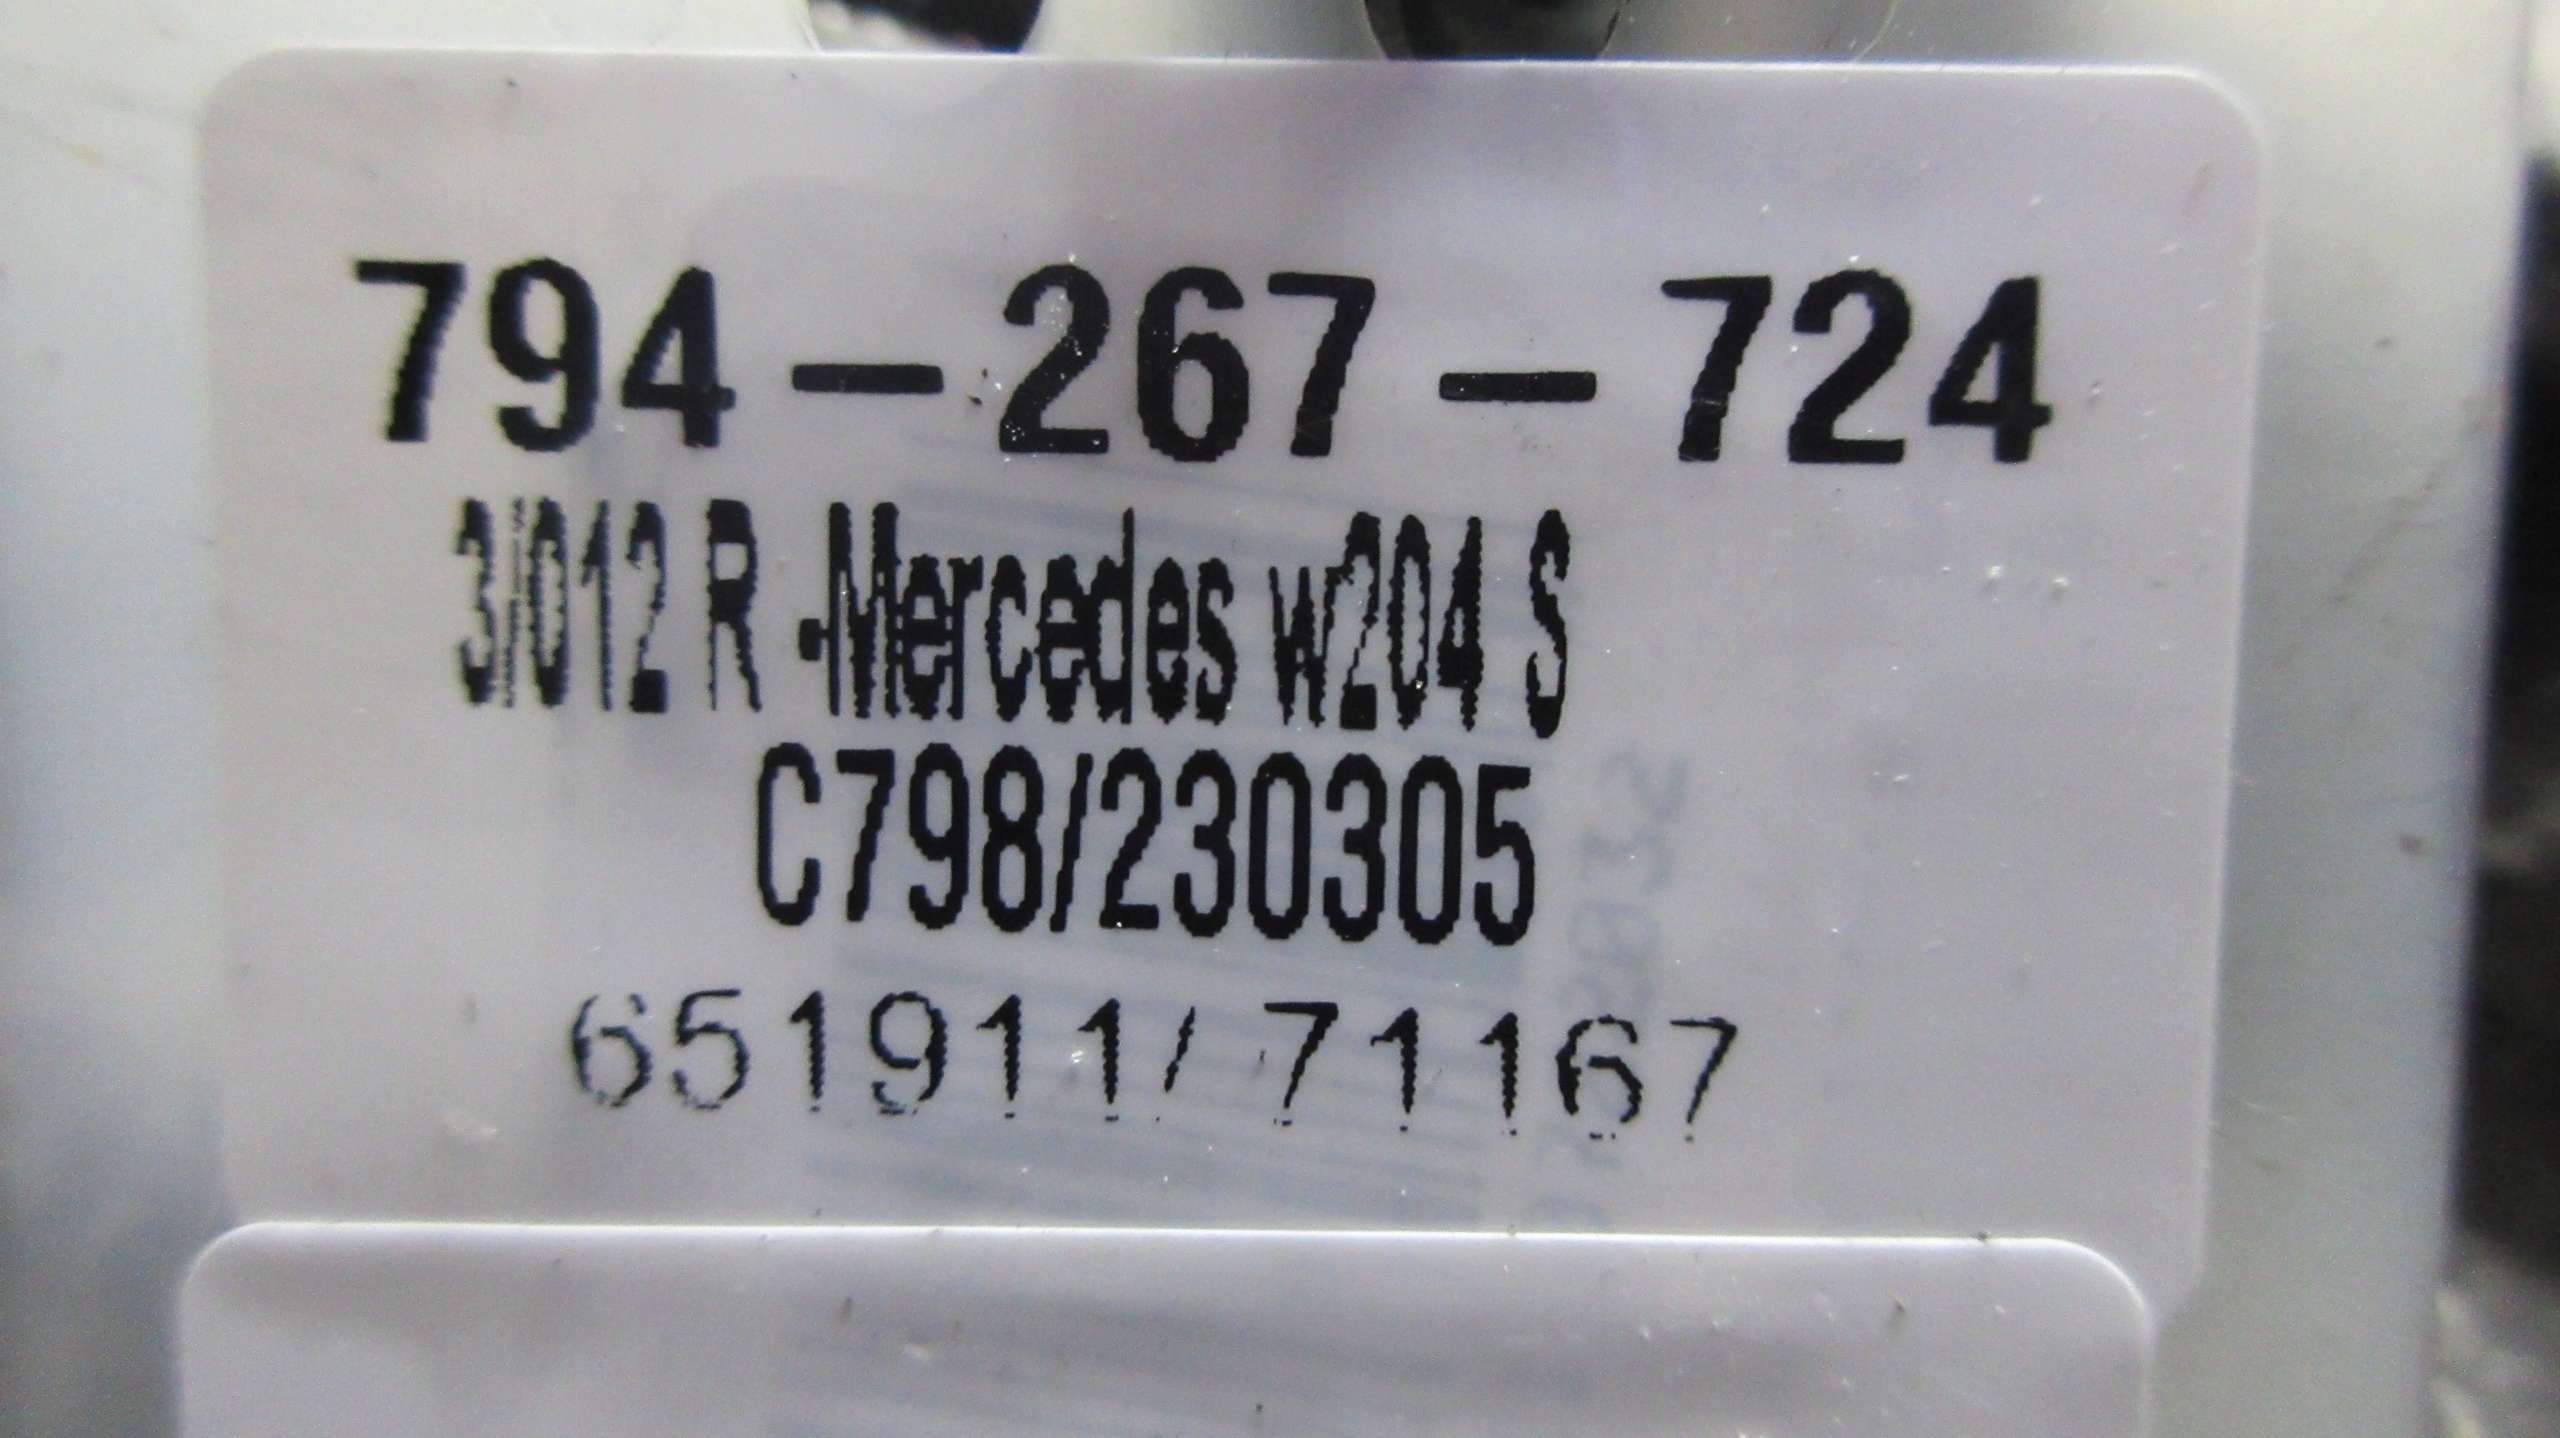 794-267-724
3/012 R -Mercedes w204 S
C798/230305
651911/ 71167